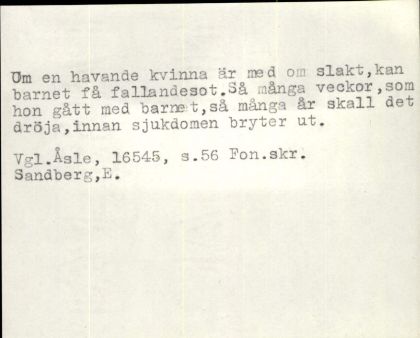 Om en havande kvinna är med om slakt,kan
barnet få fallandesot.Så många veckor,som
hon gått med barnet,så många år skall det
dröja,innan sjukdomen bryter ut.
Vgl.Åsle, 16545, s.56 Fon.skr.
Sandberg,E.